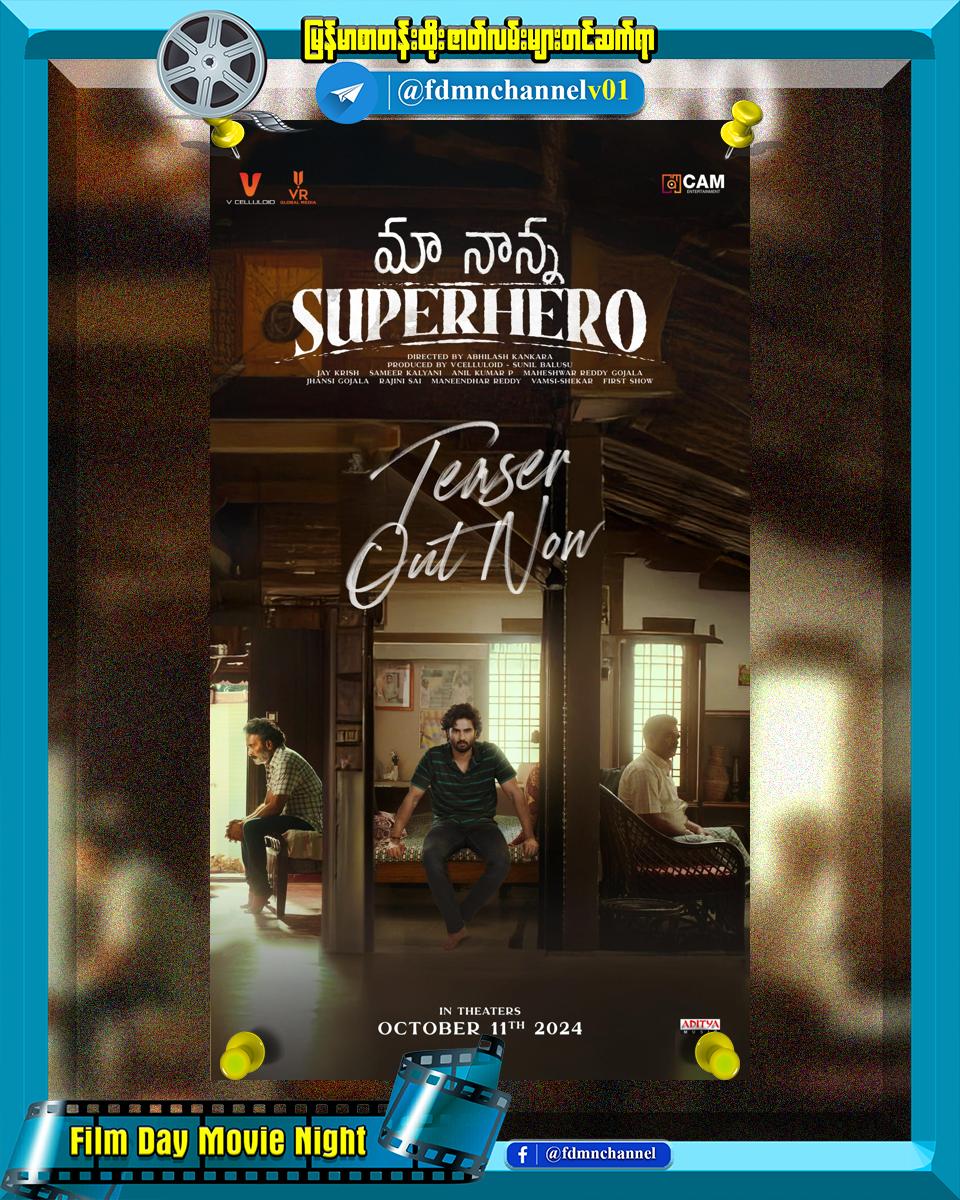 မြန်မာစာတန်းထိုးဇာတ်လမ်းများတင်ဆက်ရာ
@fdmnchannelv01
V CELLULOID
VR
GLOBAL MEDIA
CAM
ENTERTAINMENT
మా నాన్న
SUPERHERO
DIRECTED BY ABHILASH KANKARA
PRODUCED BY VCELLULOID - SUNIL BALUSU
JAY KRISH SAMEER KALYANI ANIL KUMAR P MAHESHWAR REDDY GOJALA
JHANSI GOJALA RAJINI SAI MANEENDHAR REDDY VAMSI-SHEKAR FIRST SHOW
Teaser
Out Now
IN THEATERS
OCTOBER 11TH 2024
ADITYA
MUSIC
Film Day Movie Night
@fdmnchannel